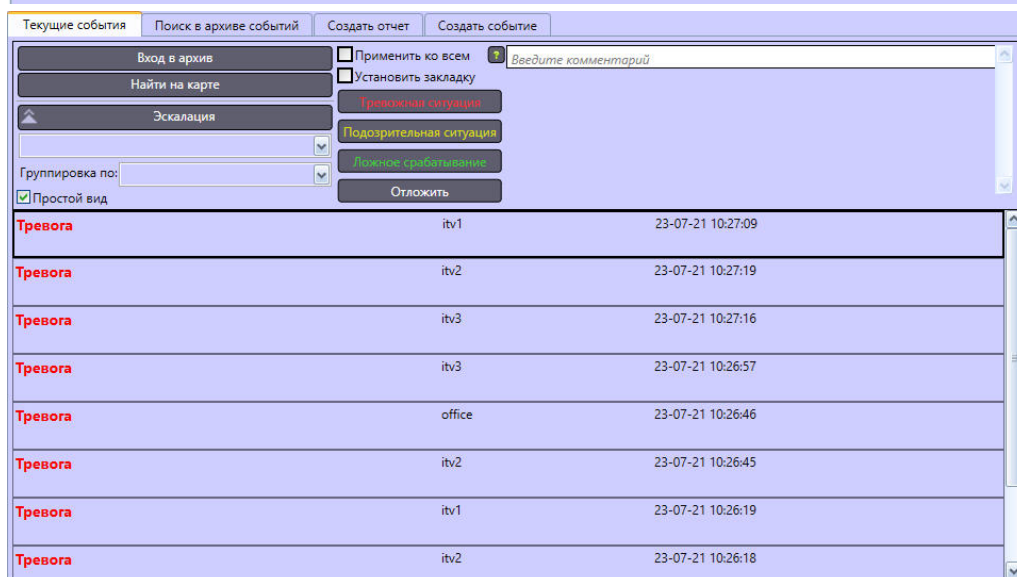 Текущие события Поиск в архиве событий Создать отчет Создать событие
Вход в архив Применить ко всем ? Введите комментарий
Найти на карте Установить закладку
Эскалация Тревожная ситуация
Подозрительная ситуация
Группировка по: Ложное срабатывание
Простой вид Отложить
Тревога itv1 23-07-21 10:27:09
Тревога itv2 23-07-21 10:27:19
Тревога itv3 23-07-21 10:27:16
Тревога itv3 23-07-21 10:26:57
Тревога office 23-07-21 10:26:46
Тревога itv2 23-07-21 10:26:45
Тревога itv1 23-07-21 10:26:19
Тревога itv2 23-07-21 10:26:18